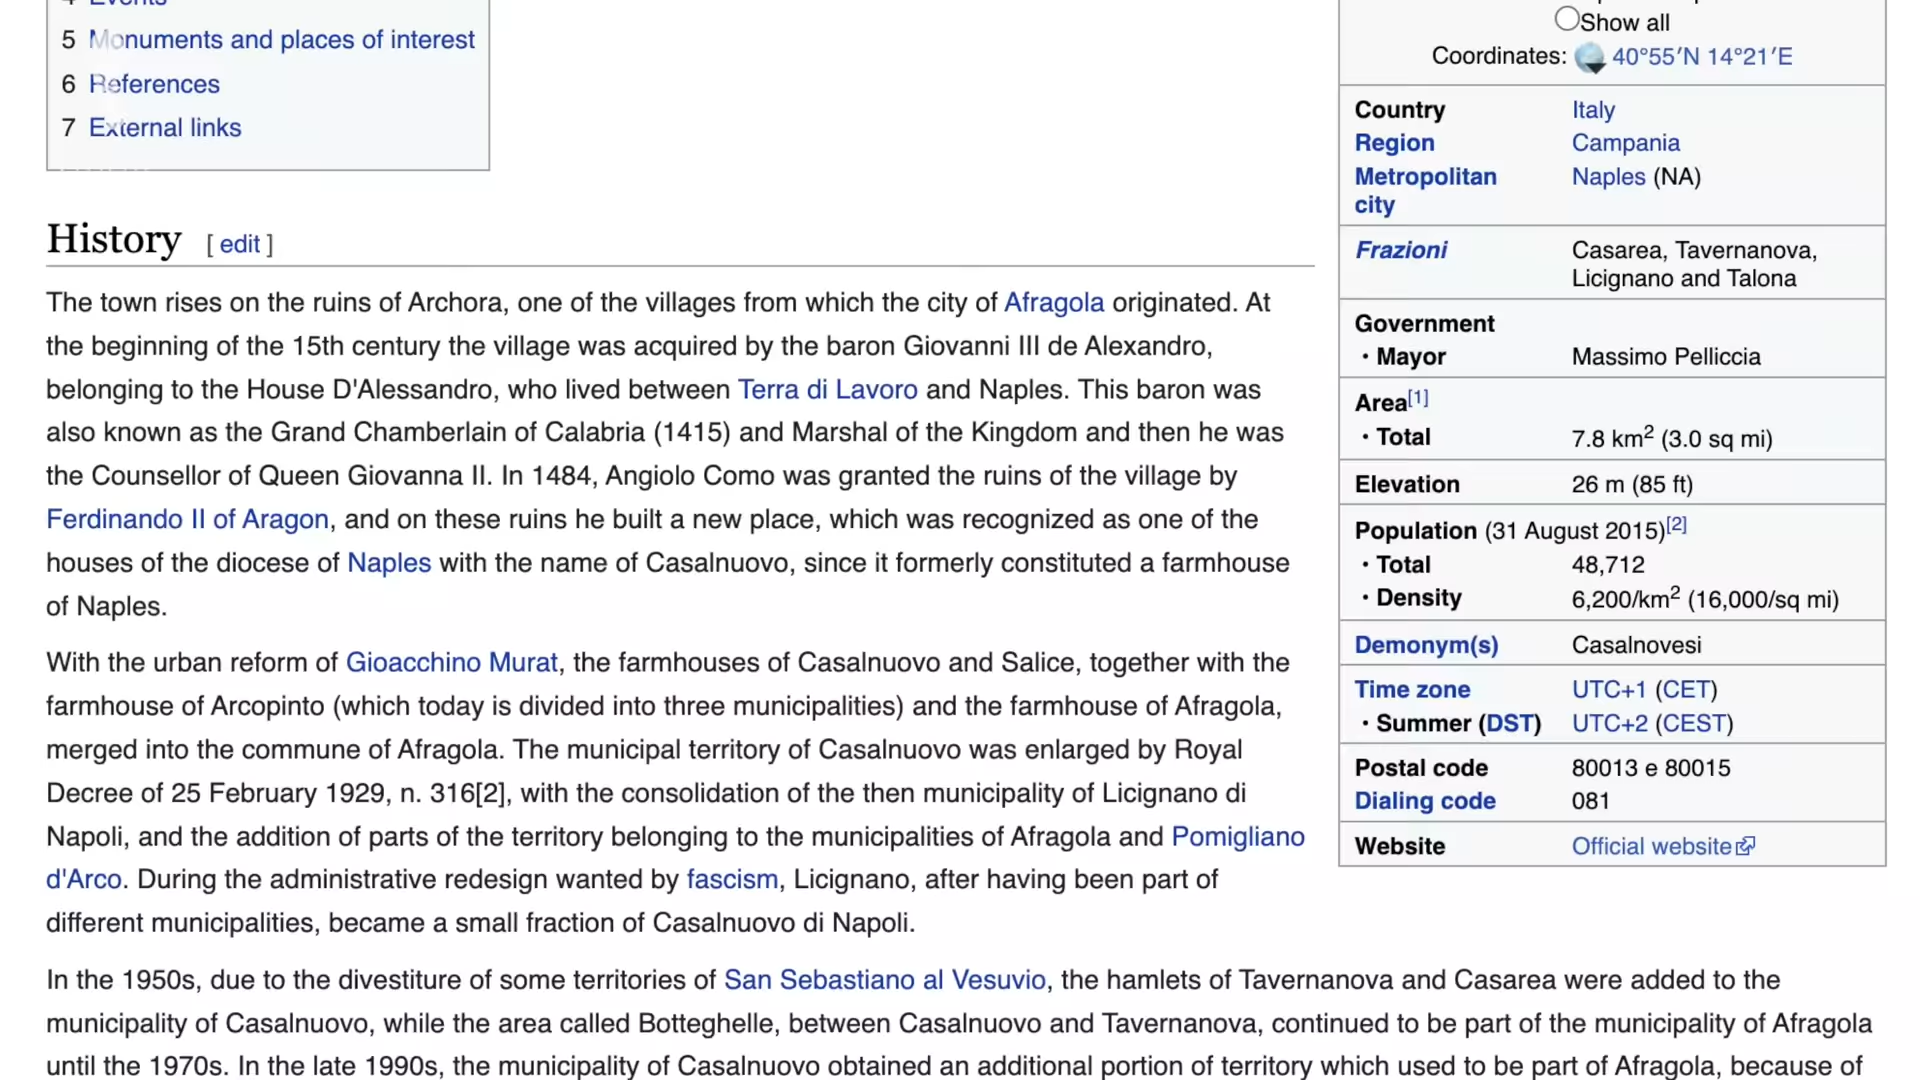 5 Monuments and places of interest
6 References
7 External links
History [ edit ]
The town rises on the ruins of Archora, one of the villages from which the city of Afragola originated. At
the beginning of the 15th century the village was acquired by the baron Giovanni III de Alexandro,
belonging to the House D'Alessandro, who lived between Terra di Lavoro and Naples. This baron was
also known as the Grand Chamberlain of Calabria (1415) and Marshal of the Kingdom and then he was
the Counsellor of Queen Giovanna II. In 1484, Angiolo Como was granted the ruins of the village by
Ferdinando II of Aragon, and on these ruins he built a new place, which was recognized as one of the
houses of the diocese of Naples with the name of Casalnuovo, since it formerly constituted a farmhouse
of Naples.
With the urban reform of Gioacchino Murat, the farmhouses of Casalnuovo and Salice, together with the
farmhouse of Arcopinto (which today is divided into three municipalities) and the farmhouse of Afragola,
merged into the commune of Afragola. The municipal territory of Casalnuovo was enlarged by Royal
Decree of 25 February 1929, n. 316[2], with the consolidation of the then municipality of Licignano di
Napoli, and the addition of parts of the territory belonging to the municipalities of Afragola and Pomigliano
d'Arco. During the administrative redesign wanted by fascism, Licignano, after having been part of
different municipalities, became a small fraction of Casalnuovo di Napoli.
In the 1950s, due to the divestiture of some territories of San Sebastiano al Vesuvio, the hamlets of Tavernanova and Casarea were added to the
municipality of Casalnuovo, while the area called Botteghelle, between Casalnuovo and Tavernanova, continued to be part of the municipality of Afragola
until the 1970s. In the late 1990s, the municipality of Casalnuovo obtained an additional portion of territory which used to be part of Afragola, because of
Show all
Coordinates: 40°55′N 14°21′E
Country Italy
Region Campania
Metropolitan Naples (NA)
city
Frazioni Casarea, Tavernanova,
Licignano and Talona
Government
• Mayor Massimo Pelliccia
Area[1]
• Total 7.8 km2 (3.0 sq mi)
Elevation 26 m (85 ft)
Population (31 August 2015)[2]
• Total 48,712
• Density 6,200/km2 (16,000/sq mi)
Demonym(s) Casalnovesi
Time zone UTC+1 (CET)
• Summer (DST) UTC+2 (CEST)
Postal code 80013 e 80015
Dialing code 081
Website Official website